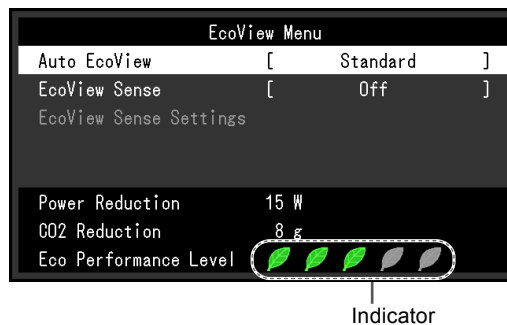 EcoView Menu
Auto EcoView [ Standard ]
EcoView Sense [ Off ]
EcoView Sense Settings
Power Reduction 15 W
CO2 Reduction 8 g
Eco Performance Level
Indicator